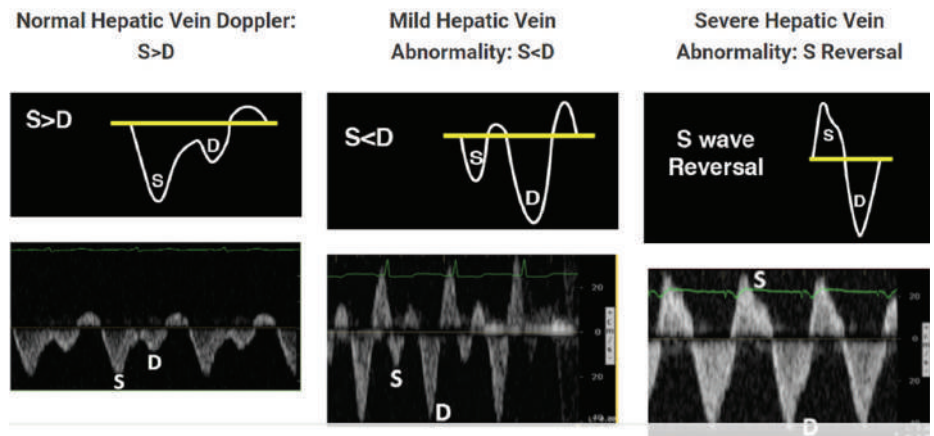 Normal Hepatic Vein Doppler:
S>D
Mild Hepatic Vein
Abnormality: S<D
Severe Hepatic Vein
Abnormality: S Reversal
S>D
S
D
S<D
S
D
S wave
Reversal
S
D
S
D
S
D
20
0
20
S
D
20
0
20